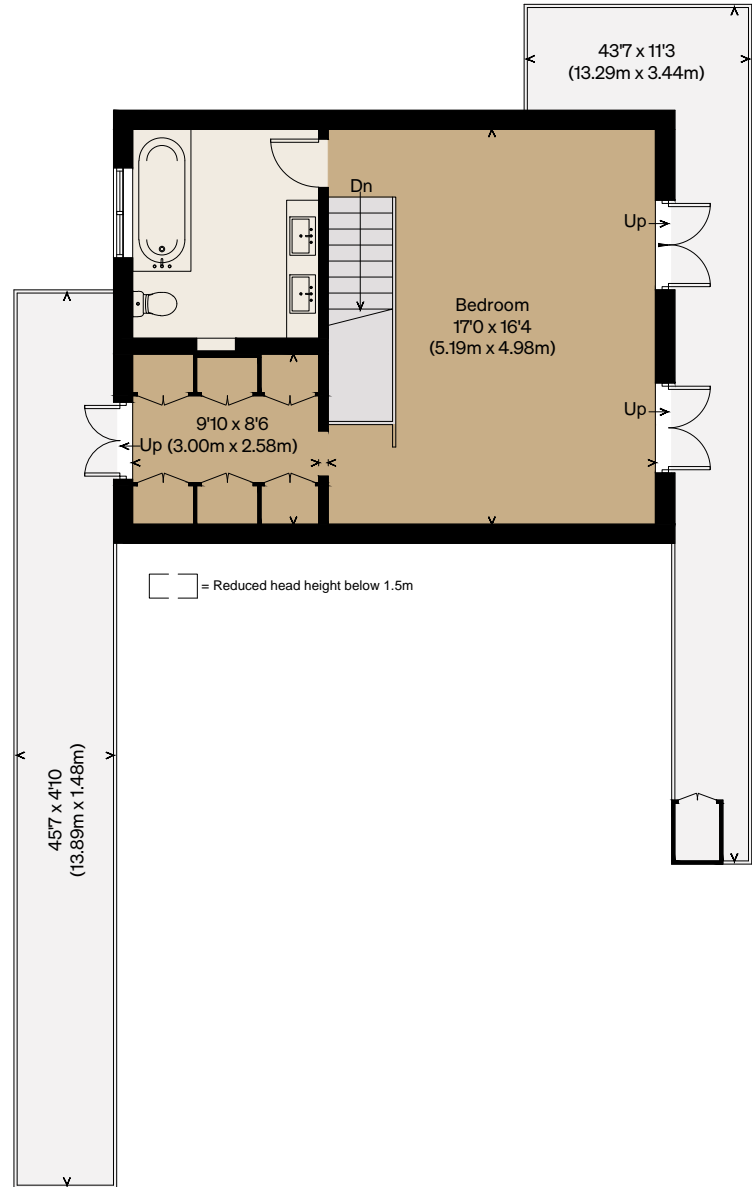 43'7 x 11'3
(13.29m x 3.44m)
Dn
Up
Bedroom
17'0 x 16'4
(5.19m x 4.98m)
Up
9'10 x 8'6
Up (3.00m x 2.58m)
= Reduced head height below 1.5m
45'7 x 4'10
(13.89m x 1.48m)